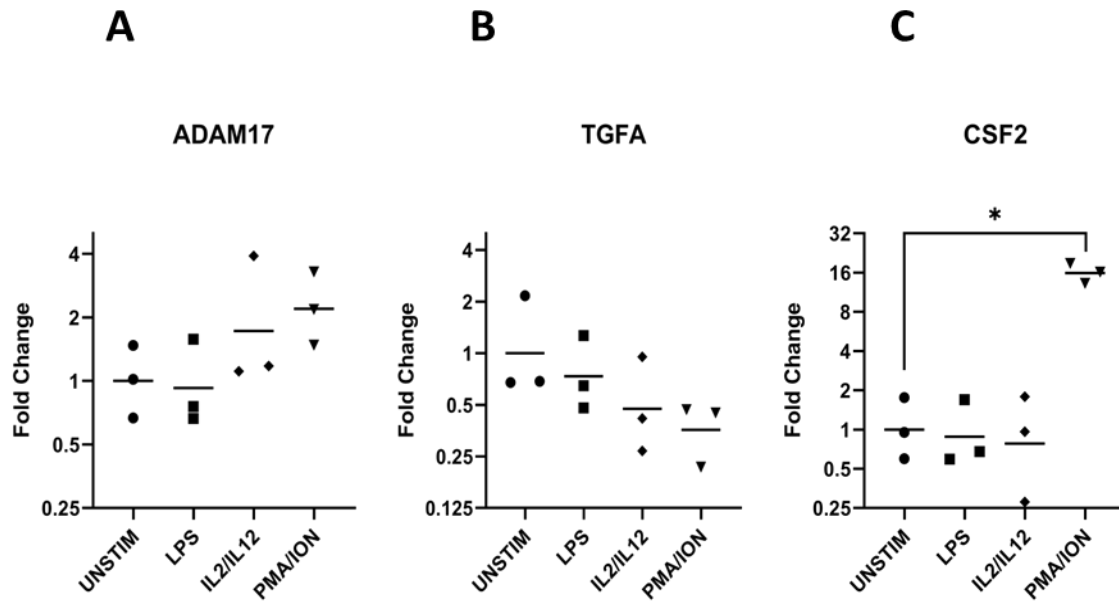 A
B
C
ADAM17
TGFA
CSF2
Fold Change
4
2
1
0.5
0.25
UNSTIM
LPS
IL2/IL12
PMA/ION
Fold Change
4
2
1
0.5
0.25
0.125
UNSTIM
LPS
IL2/IL12
PMA/ION
Fold Change
32
16
8
4
2
1
0.5
0.25
*
UNSTIM
LPS
IL2/IL12
PMA/ION